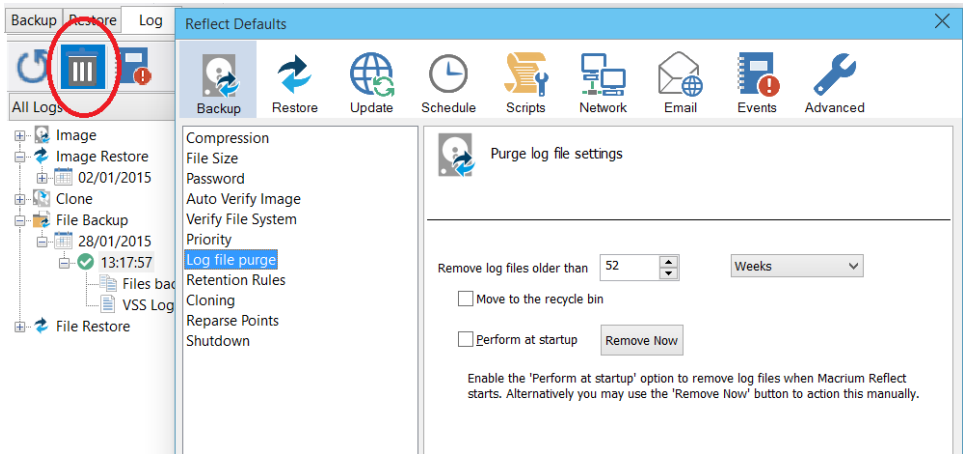 Backup Restore Log
All Logs
Image
Image Restore
02/01/2015
Clone
File Backup
28/01/2015
13:17:57
Files bac
VSS Log
File Restore
Reflect Defaults
Backup Restore Update Schedule Scripts Network Email Events Advanced
Compression
File Size
Password
Auto Verify Image
Verify File System
Priority
Log file purge
Retention Rules
Cloning
Reparse Points
Shutdown
Purge log file settings
Remove log files older than 52 Weeks
Move to the recycle bin
Perform at startup Remove Now
Enable the 'Perform at startup' option to remove log files when Macrium Reflect
starts. Alternatively you may use the 'Remove Now' button to action this manually.